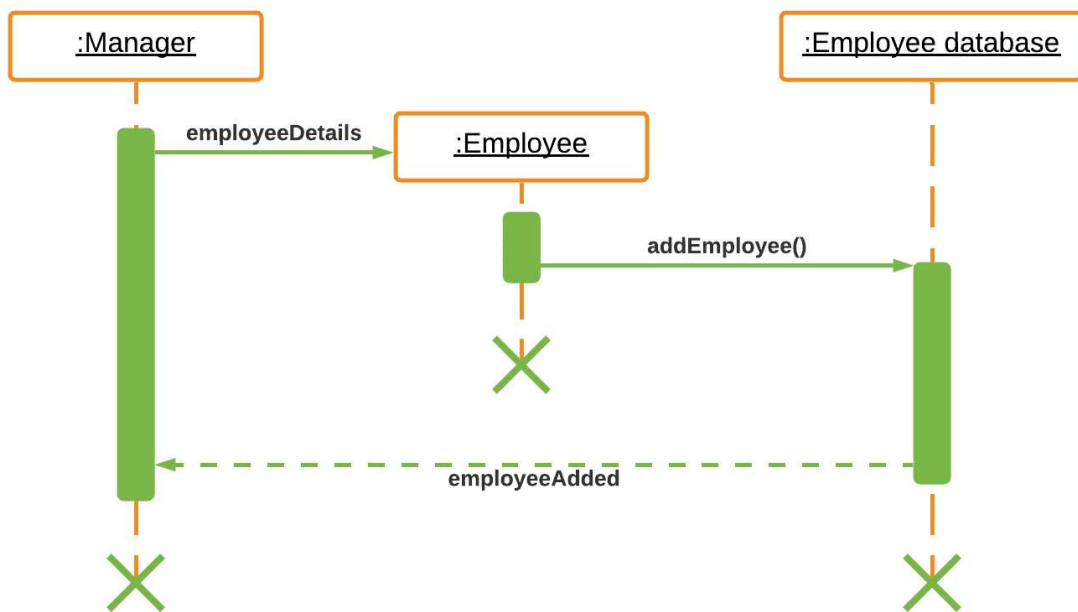 :Manager
:Employee database
employeeDetails
:Employee
addEmployee()
employeeAdded